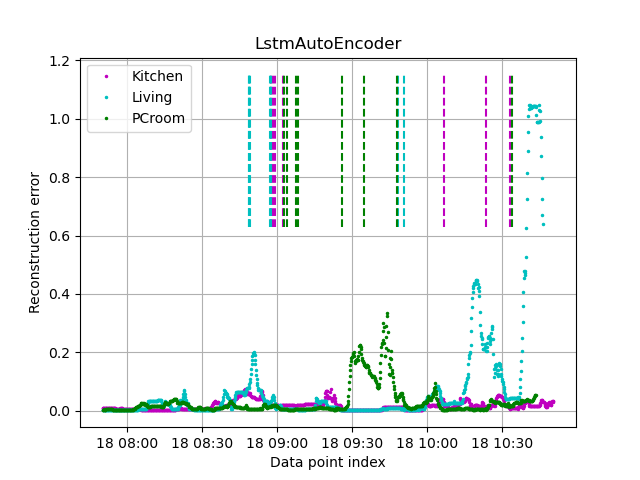 LstmAutoEncoder
Kitchen
Living
PCroom
Reconstruction error
1.2
1.0
0.8
0.6
0.4
0.2
0.0
18 08:00 18 08:30 18 09:00 18 09:30 18 10:00 18 10:30
Data point index